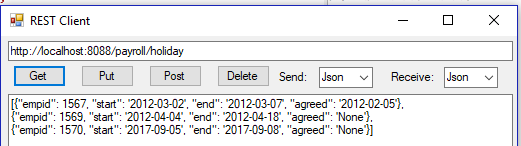 REST Client
http://localhost:8088/payroll/holiday
Get Put Post Delete Send: Json Receive: Json
[{"empid": 1567, "start": '2012-03-02', "end": '2012-03-07', "agreed": '2012-02-05'},
{"empid": 1569, "start": '2012-04-04', "end": '2012-04-18', "agreed": 'None'},
{"empid": 1570, "start": '2017-09-05', "end": '2017-09-08', "agreed": 'None'}]